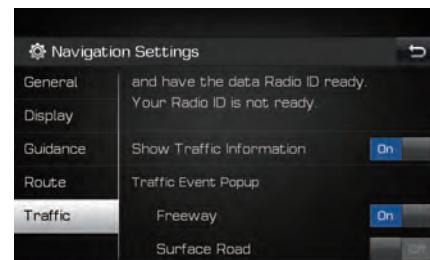 Navigation Settings
General
and have the data Radio ID ready.
Your Radio ID is not ready.
Display
Guidance
Show Traffic Information
On
Route
Traffic Event Popup
Traffic
Freeway
On
Surface Road
Off